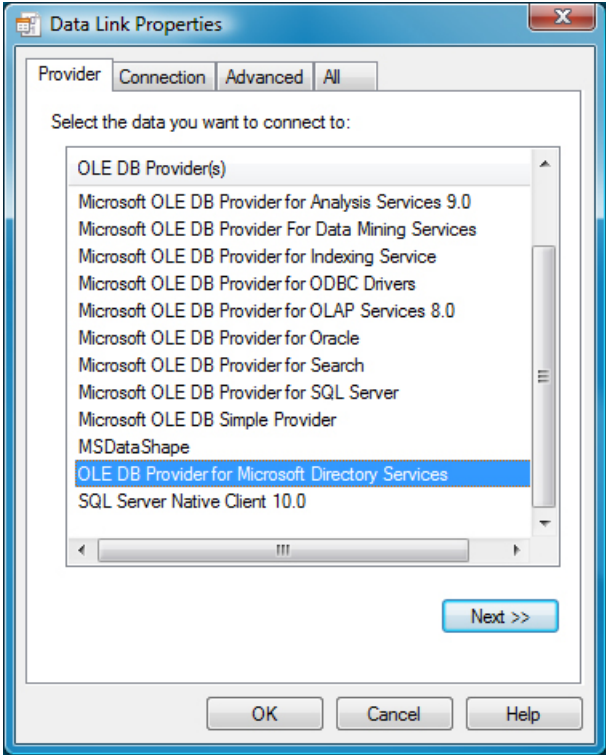 Data Link Properties
Provider Connection Advanced All
Select the data you want to connect to:
OLE DB Provider(s)
Microsoft OLE DB Provider for Analysis Services 9.0
Microsoft OLE DB Provider For Data Mining Services
Microsoft OLE DB Provider for Indexing Service
Microsoft OLE DB Provider for ODBC Drivers
Microsoft OLE DB Provider for OLAP Services 8.0
Microsoft OLE DB Provider for Oracle
Microsoft OLE DB Provider for Search
Microsoft OLE DB Provider for SQL Server
Microsoft OLE DB Simple Provider
MSDataShape
OLE DB Provider for Microsoft Directory Services
SQL Server Native Client 10.0
Next >>
OK Cancel Help